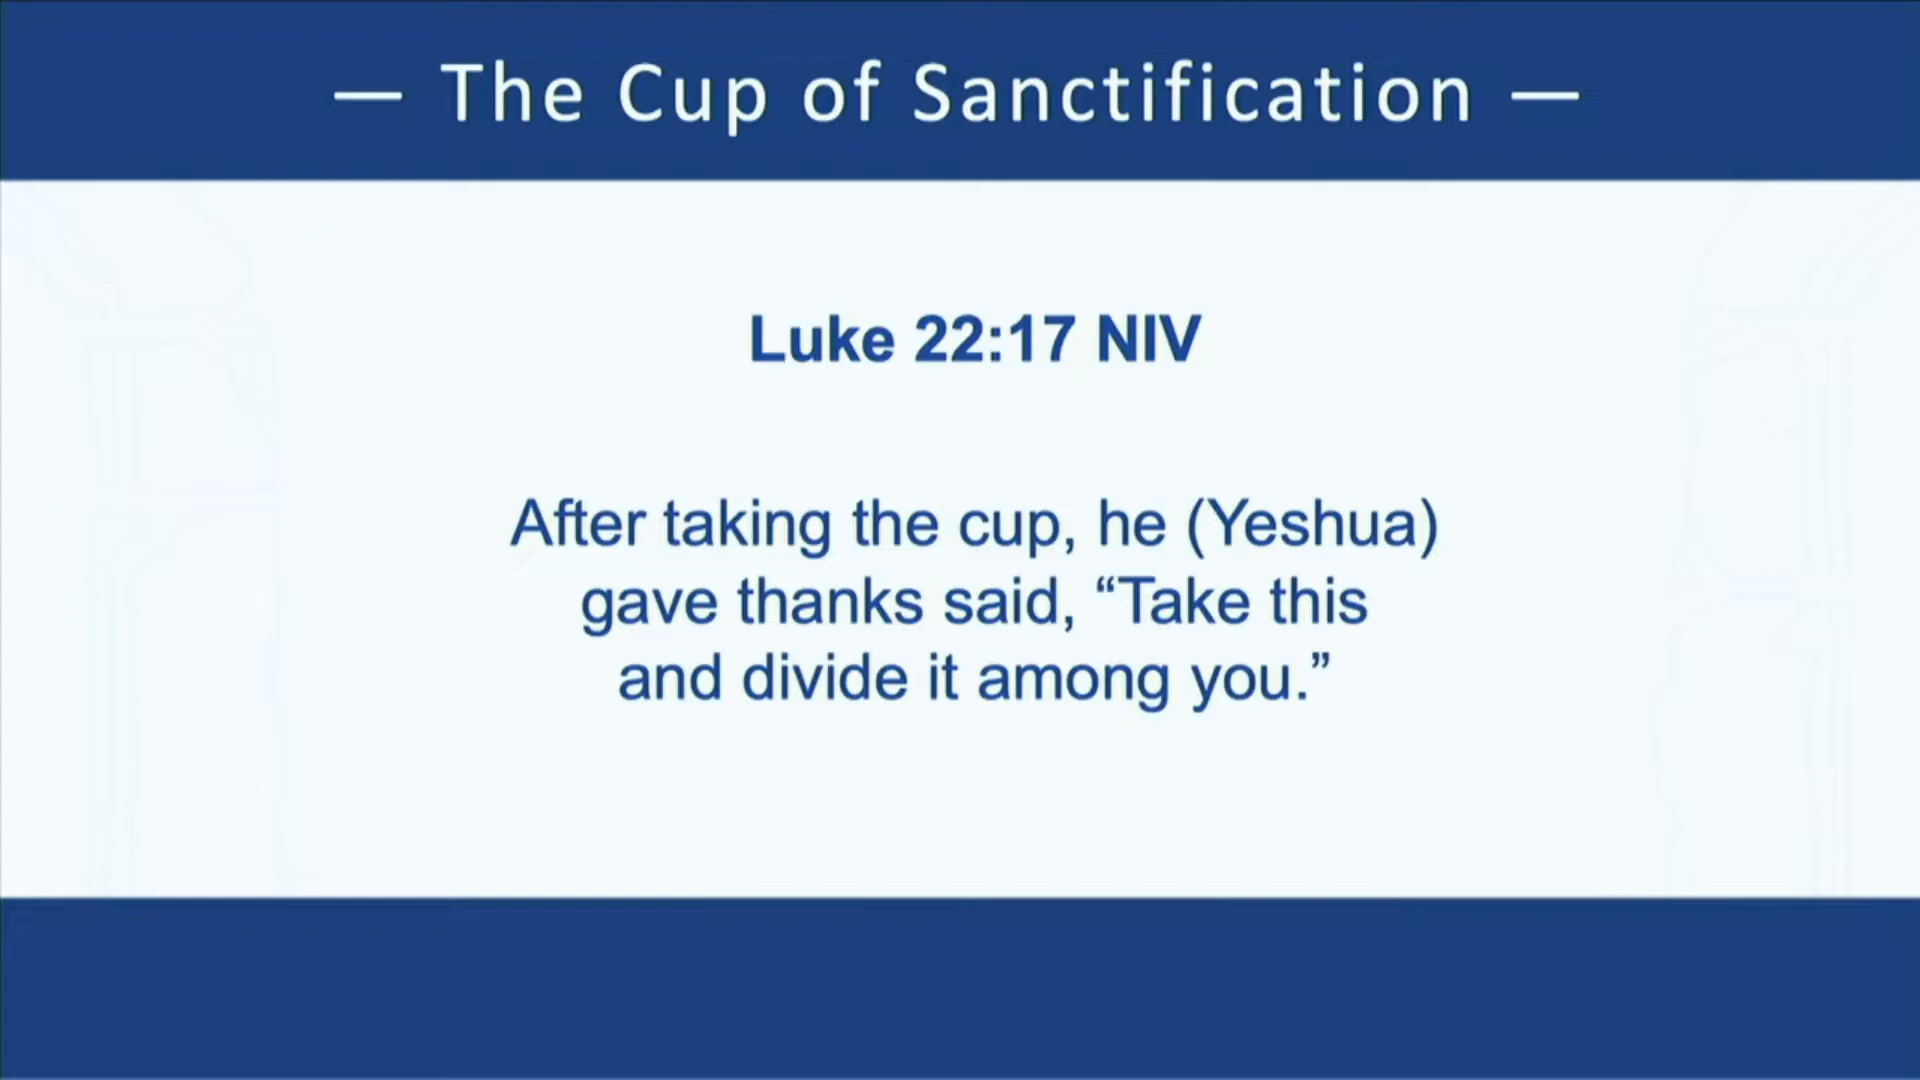 — The Cup of Sanctification —
Luke 22:17 NIV
After taking the cup, he (Yeshua)
gave thanks said, “Take this
and divide it among you.”